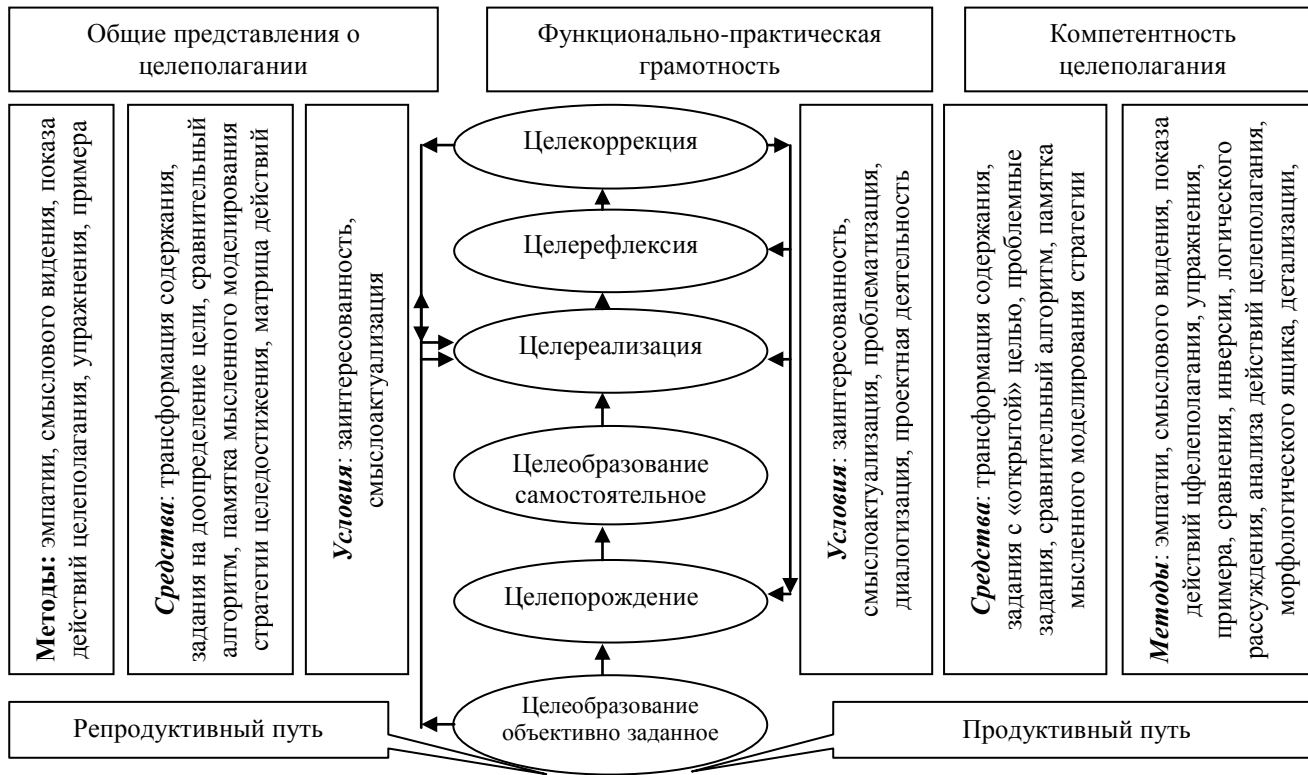 Общие представления о
целеполагании
Функционально-практическая
грамотность
Компетентность
целеполагания
Методы: эмпатии, смыслового видения, показа
действий целеполагания, упражнения, примера
Средства: трансформация содержания,
задания на доопределение цели, сравнительный
алгоритм, памятка мысленного моделирования
стратегии целедостижения, матрица действий
Условия: заинтересованность,
смыслоактуализация
Целекоррекция
Целерефлексия
Целереализация
Целеобразование
самостоятельное
Целепорождение
Целеобразование
объективно заданное
Условия: заинтересованность,
смыслоактуализация, проблематизация,
диалогизация, проектная деятельность
Средства: трансформация содержания,
задания с «открытой» целью, проблемные
задания, сравнительный алгоритм, памятка
мысленного моделирования стратегии
Методы: эмпатии, смыслового видения, показа
действий цфелеполагания, упражнения,
примера, сравнения, инверсии, логического
рассуждения, анализа действий целеполагания,
морфологического ящика, детализации,
Репродуктивный путь
Продуктивный путь